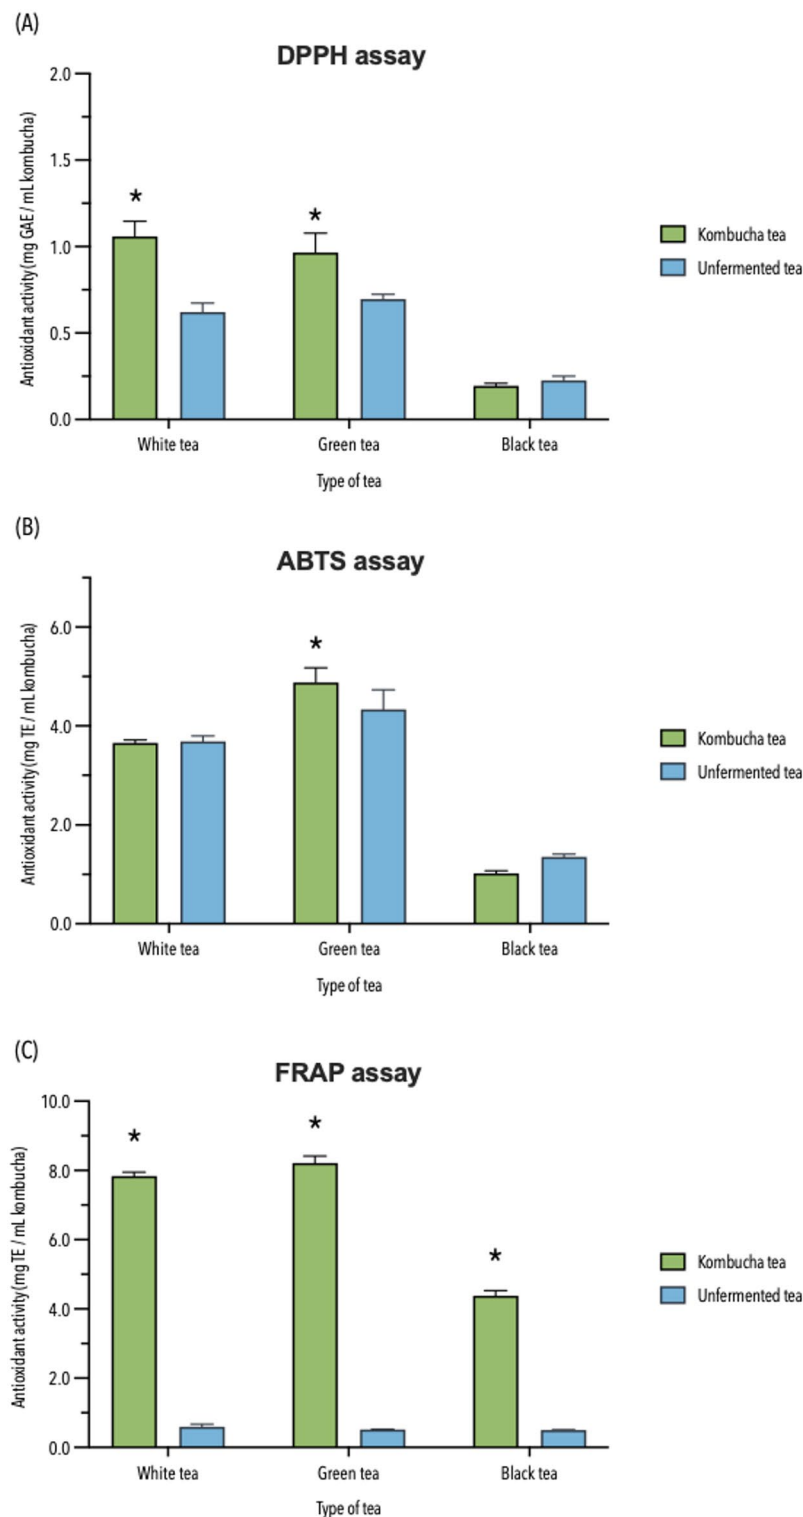 (A)
DPPH assay
Antioxidant activity (mg GAE / mL kombucha)
2.0
1.5
1.0
0.5
0.0
*
*
White tea
Green tea
Black tea
Type of tea
Kombucha tea
Unfermented tea
(B)
ABTS assay
Antioxidant activity (mg TE / mL kombucha)
6.0
4.0
2.0
0.0
*
White tea
Green tea
Black tea
Type of tea
Kombucha tea
Unfermented tea
(C)
FRAP assay
Antioxidant activity (mg TE / mL kombucha)
10.0
8.0
6.0
4.0
2.0
0.0
*
*
*
White tea
Green tea
Black tea
Type of tea
Kombucha tea
Unfermented tea